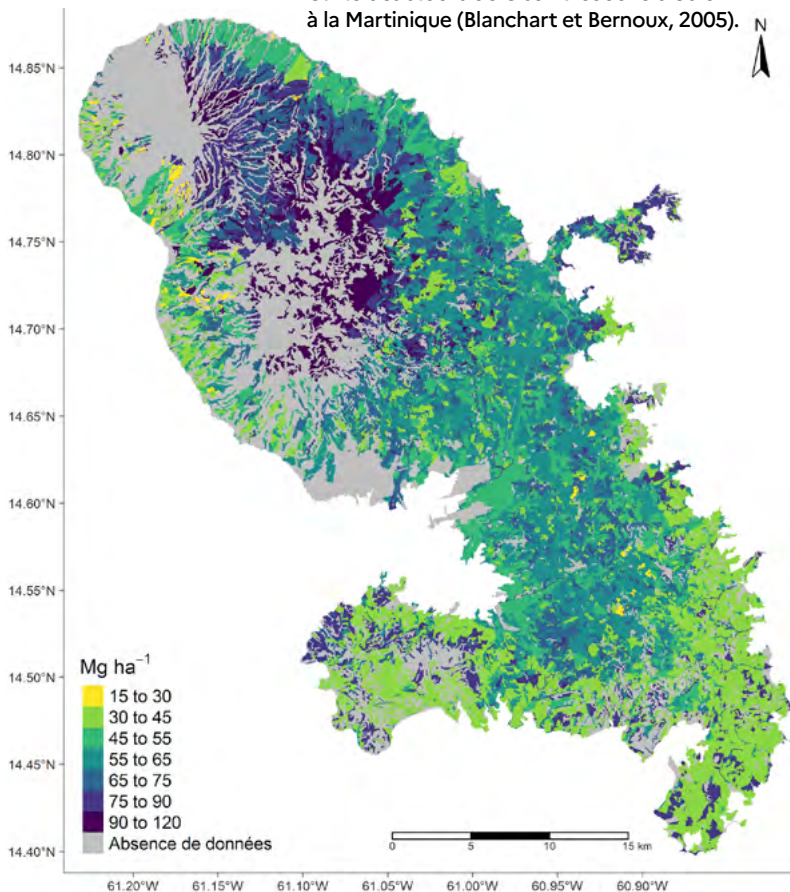 à la Martinique (Blanchart et Bernoux, 2005).
N
14.85°N
14.80°N
14.75°N
14.70°N
14.65°N
14.60°N
14.55°N
14.50°N
14.45°N
14.40°N
Mg ha⁻¹
15 to 30
30 to 45
45 to 55
55 to 65
65 to 75
75 to 90
90 to 120
Absence de données
0 5 10 15 km
61.20°W 61.15°W 61.10°W 61.05°W 61.00°W 60.95°W 60.90°W